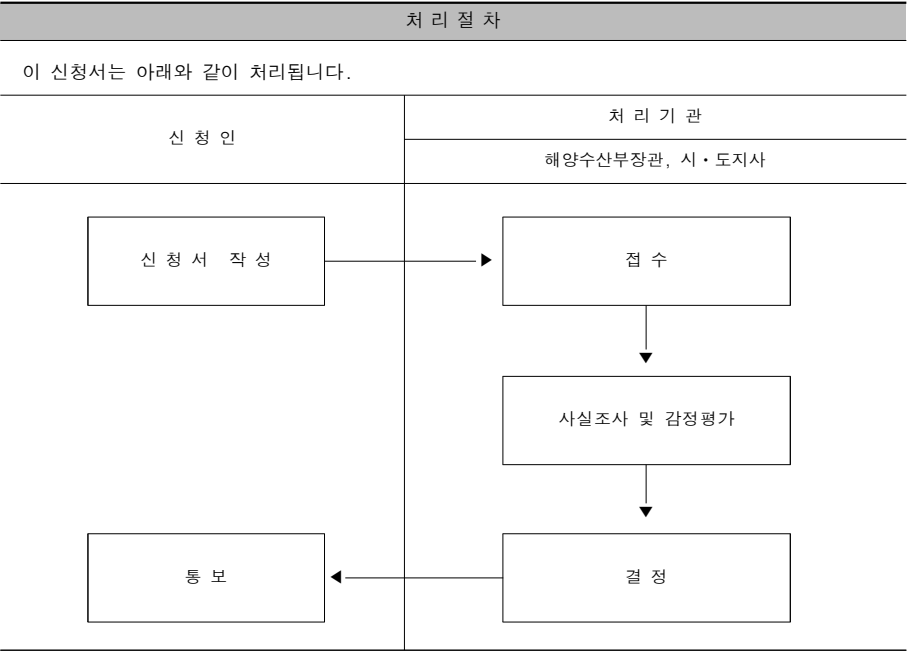 처 리 절 차
이 신청서는 아래와 같이 처리됩니다.
신 청 인
처 리 기 관
해양수산부장관, 시·도지사
신 청 서 작 성
접 수
사실조사 및 감정평가
통 보
결 정